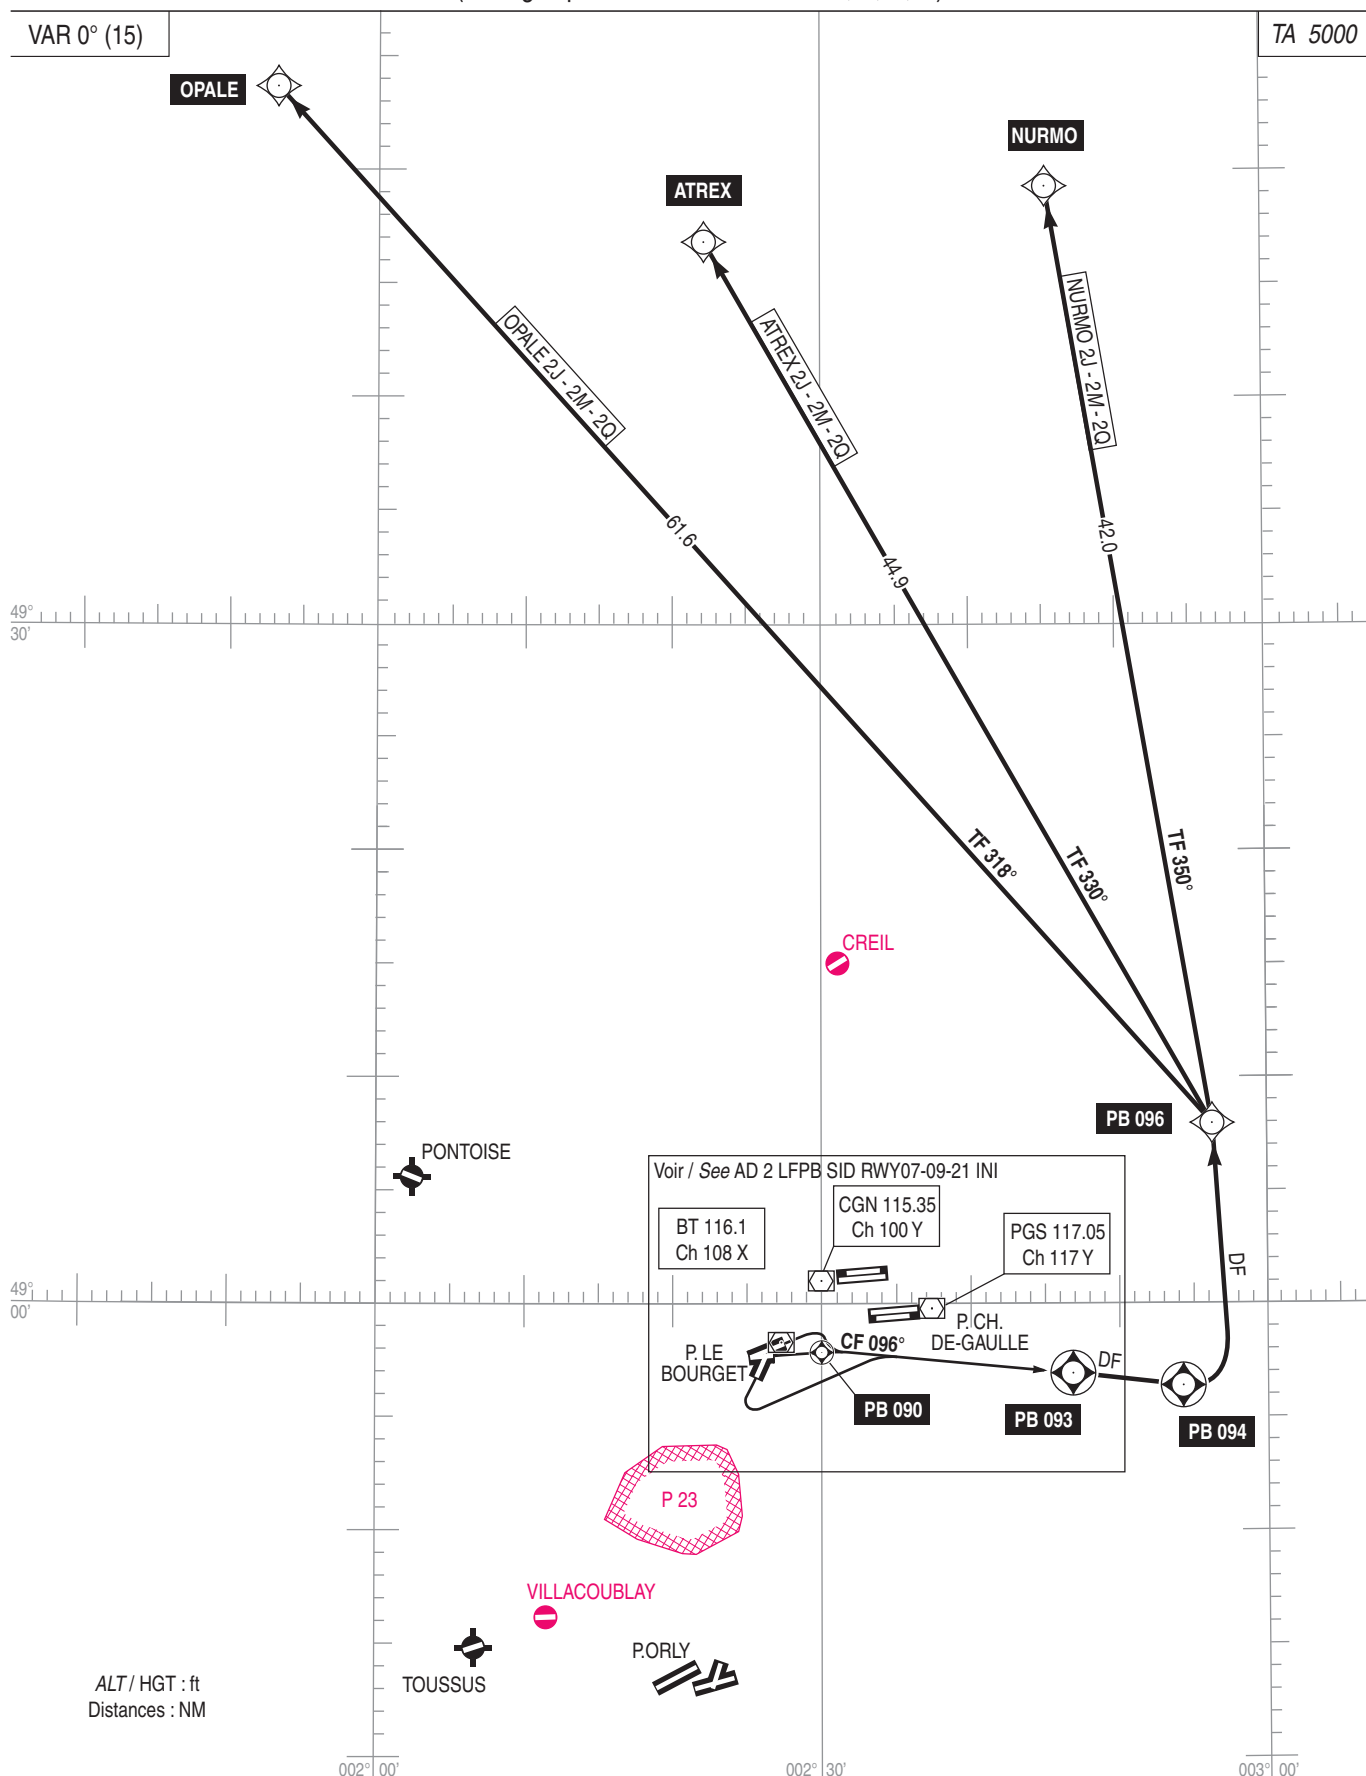 VAR 0° (15)
TA 5000
OPALE
NURMO
ATREX
OPALE 2J - 2M - 2Q
ATREX 2J - 2M - 2Q
NURMO 2J - 2M - 2Q
61.6
44.9
42.0
49°
30'
TF 318°
TF 330°
TF 350°
CREIL
PB 096
PONTOISE
Voir / See AD 2 LFPB SID RWY07-09-21 INI
BT 116.1
Ch 108 X
CGN 115.35
Ch 100 Y
PGS 117.05
Ch 117 Y
DF
49°
00'
P. CH.
DE-GAULLE
P. LE
BOURGET
CF 096°
DF
PB 090
PB 093
PB 094
P 23
VILLACOUBLAY
P.ORLY
TOUSSUS
ALT / HGT : ft
Distances : NM
002° 00'
002° 30'
003° 00'